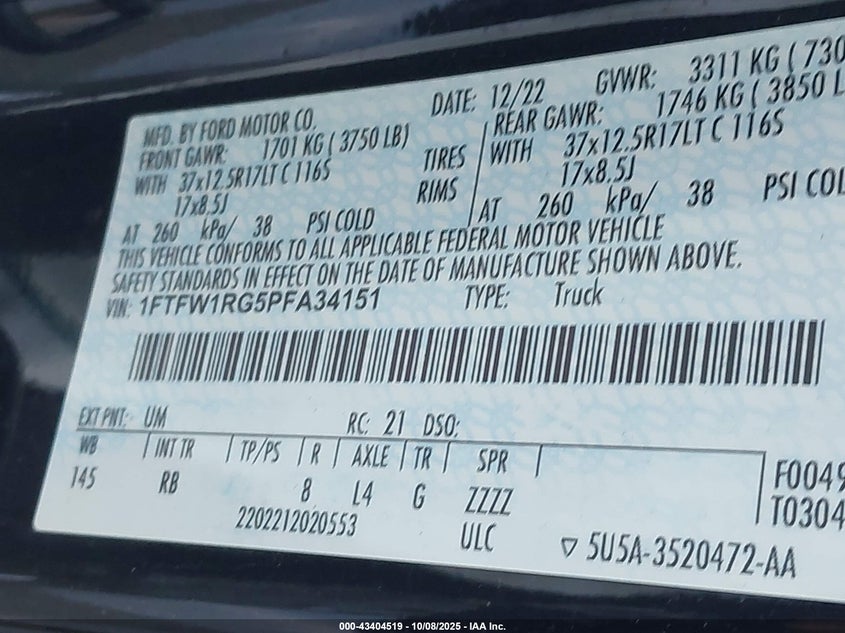 MFD. BY FORD MOTOR CO.
DATE: 12/22
GVWR: 3311 KG ( 730
FRONT GAWR: 1701 KG ( 3750 LB)
REAR GAWR: 1746 KG ( 3850 L
WITH 37x12.5R17LT C 116S
TIRES
WITH 37x12.5R17LT C 116S
17x8.5J
RIMS
17x8.5J
AT 260 kPa/ 38 PSI COLD
AT 260 kPa/ 38 PSI COL
THIS VEHICLE CONFORMS TO ALL APPLICABLE FEDERAL MOTOR VEHICLE
SAFETY STANDARDS IN EFFECT ON THE DATE OF MANUFACTURE SHOWN ABOVE.
VIN: 1FTFW1RG5PFA34151 TYPE: Truck
EXT PNT: UM RC: 21 DSO:
WB INT TR TP/PS R AXLE TR SPR
145 RB 8 L4 G ZZZZ
F0049
T0304
2202212020553 ULC
5U5A-3520472-AA
000-43404519 - 10/08/2025 - IAA Inc.